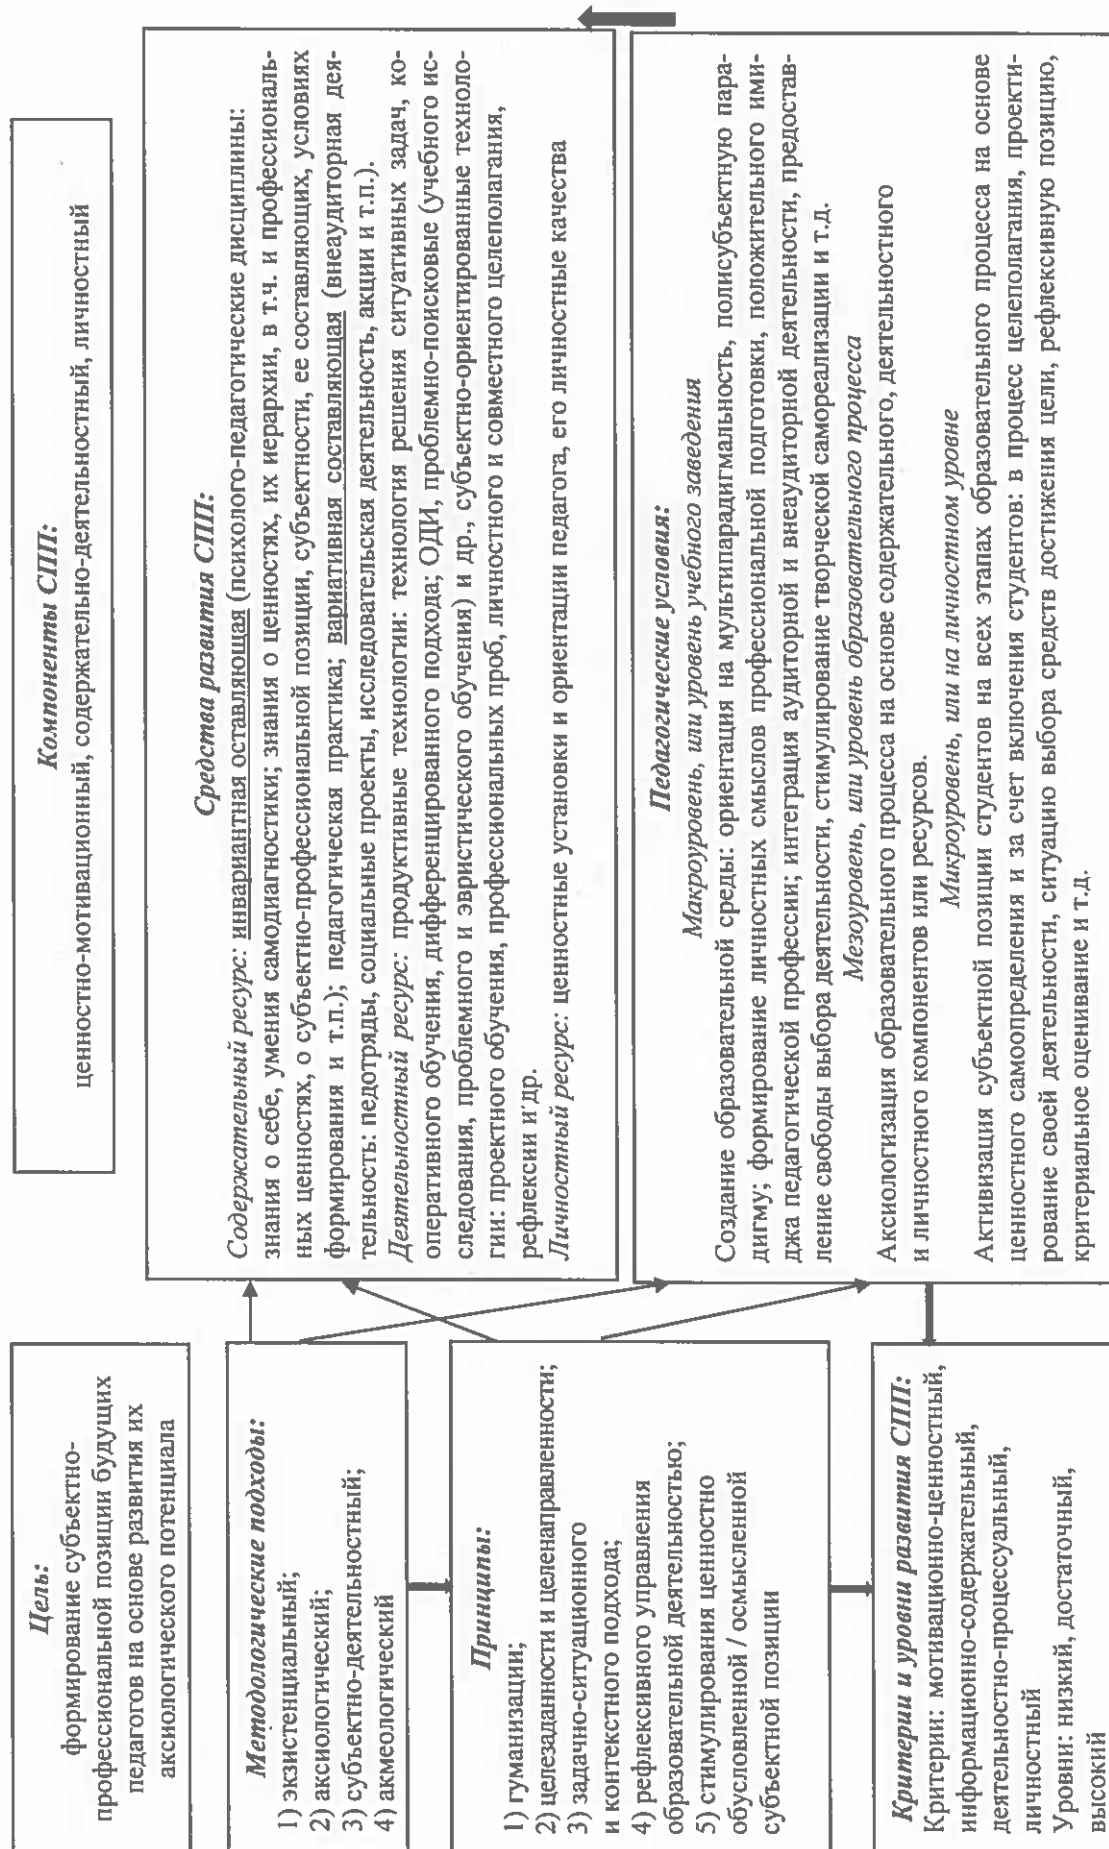 Цель:
формирование субъектно-
профессиональной позиции будущих
педагогов на основе развития их
аксиологического потенциала
Компоненты СПП:
ценностно-мотивационный, содержательно-деятельностный, личностный
Методологические подходы:
1) экзистенциальный;
2) аксиологический;
3) субъектно-деятельностный;
4) акмеологический
Средства развития СПП:
Содержательный ресурс: инвариантная оставляющая (психолого-педагогические дисциплины:
знания о себе, умения самодиагностики; знания о ценностях, их иерархии, в т.ч. и профессиональ-
ных ценностях, о субъектно-профессиональной позиции, субъектности, ее составляющих, условиях
формирования и т.п.); педагогическая практика; вариативная составляющая (внеаудиторная дея-
тельность: педотряды, социальные проекты, исследовательская деятельность, акции и т.п.).
Деятельностный ресурс: продуктивные технологии: технология решения ситуативных задач, ко-
оперативного обучения, дифференцированного подхода; ОДИ, проблемно-поисковые (учебного ис-
следования, проблемного и эвристического обучения) и др., субъектно-ориентированные техноло-
гии: проектного обучения, профессиональных проб, личностного и совместного целеполагания,
рефлексии и др.
Личностный ресурс: ценностные установки и ориентации педагога, его личностные качества
Принципы:
1) гуманизации;
2) целезаданности и целенаправленности;
3) задачно-ситуационного
и контекстного подхода;
4) рефлексивного управления
образовательной деятельностью;
5) стимулирования ценностно
обусловленной / осмысленной
субъектной позиции
Педагогические условия:
Макроуровень, или уровень учебного заведения
Создание образовательной среды: ориентация на мультипарадигмальность, полисубъектную пара-
дигму; формирование личностных смыслов профессиональной подготовки, положительного ими-
джа педагогической профессии; интеграция аудиторной и внеаудиторной деятельности, предостав-
ление свободы выбора деятельности, стимулирование творческой самореализации и т.д.
Мезоуровень, или уровень образовательного процесса
Аксиологизация образовательного процесса на основе содержательного, деятельностного
и личностного компонентов или ресурсов.
Микроуровень, или на личностном уровне
Активизация субъектной позиции студентов на всех этапах образовательного процесса на основе
ценностного самоопределения и за счет включения студентов: в процесс целеполагания, проекти-
рование своей деятельности, ситуацию выбора средств достижения цели, рефлексивную позицию,
критериальное оценивание и т.д.
Критерии и уровни развития СПП:
Критерии: мотивационно-ценностный,
информационно-содержательный,
деятельностно-процессуальный,
личностный
Уровни: низкий, достаточный,
высокий